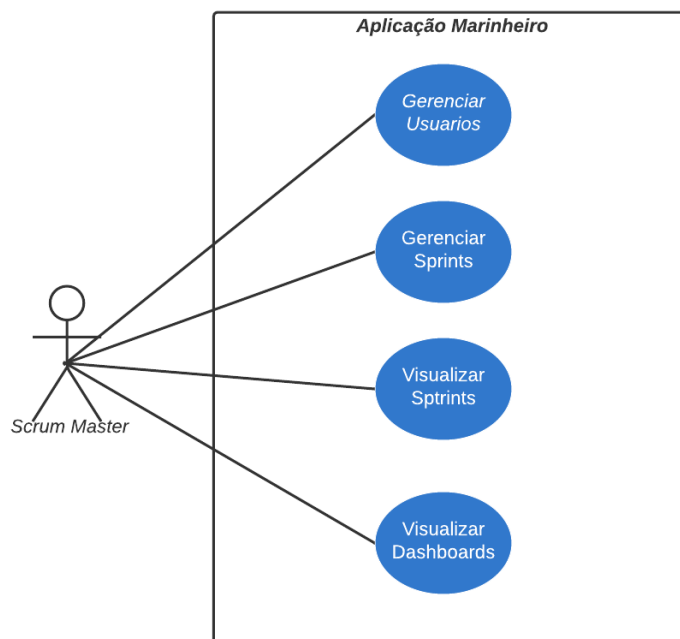 Aplicação Marinheiro
Gerenciar
Usuarios
Gerenciar
Sprints
Visualizar
Sptrints
Scrum Master
Visualizar
Dashboards